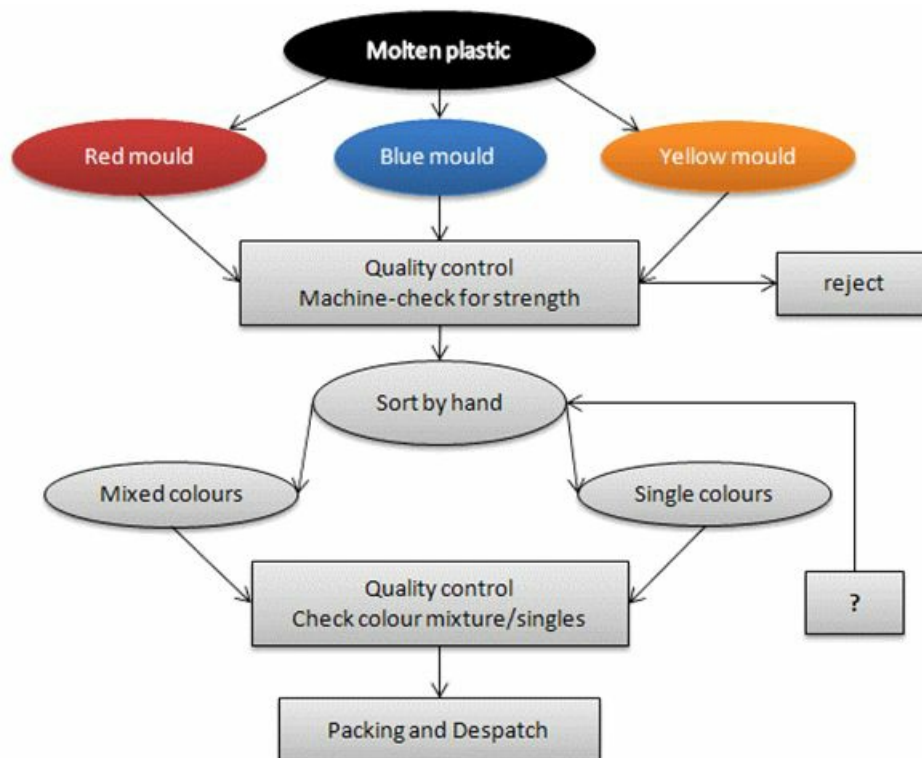 Molten plastic
Red mould
Blue mould
Yellow mould
Quality control
Machine-check for strength
reject
Sort by hand
Mixed colours
Single colours
Quality control
Check colour mixture/singles
?
Packing and Despatch